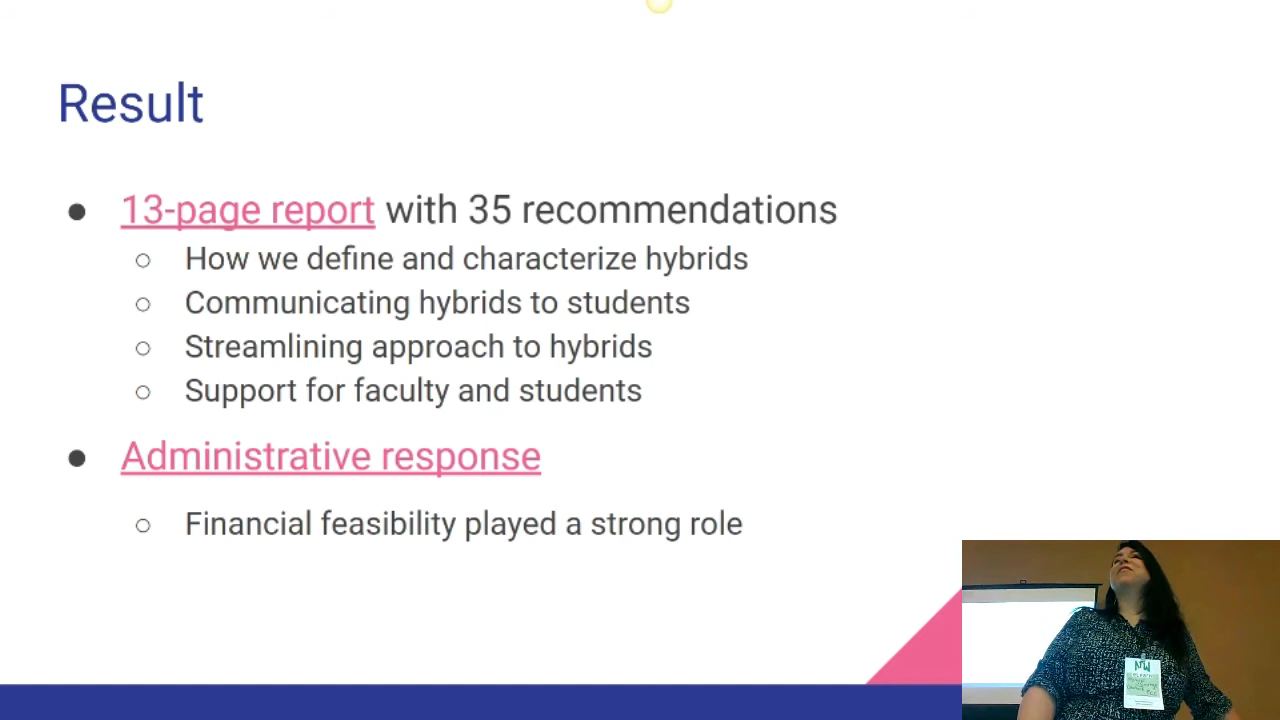 Result
● 13-page report with 35 recommendations
○ How we define and characterize hybrids
○ Communicating hybrids to students
○ Streamlining approach to hybrids
○ Support for faculty and students
● Administrative response
○ Financial feasibility played a strong role